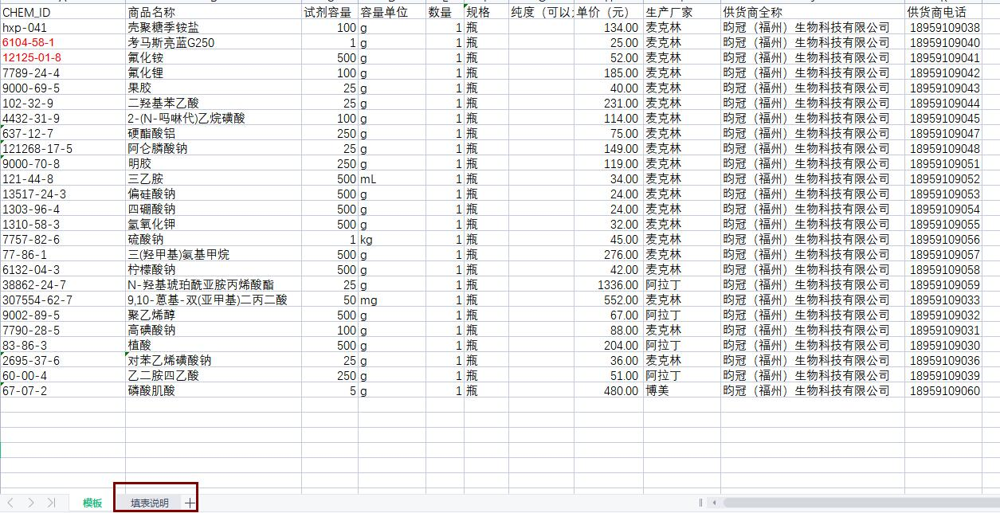 CHEM_ID 商品名称 试剂容量 容量单位 数量 规格 纯度（可以 单价（元） 生产厂家 供货商全称 供货商电话
hxp-041 壳聚糖季铵盐 100 g 1 瓶 134.00 麦克林 昀冠（福州）生物科技有限公司 18959109038
6104-58-1 考马斯亮蓝G250 1 g 1 瓶 25.00 麦克林 昀冠（福州）生物科技有限公司 18959109040
12125-01-8 氟化铵 500 g 1 瓶 52.00 麦克林 昀冠（福州）生物科技有限公司 18959109041
7789-24-4 氟化锂 100 g 1 瓶 185.00 麦克林 昀冠（福州）生物科技有限公司 18959109042
9000-69-5 果胶 25 g 1 瓶 40.00 麦克林 昀冠（福州）生物科技有限公司 18959109043
102-32-9 二羟基苯乙酸 25 g 1 瓶 231.00 麦克林 昀冠（福州）生物科技有限公司 18959109044
4432-31-9 2-(N-吗啉代)乙烷磺酸 100 g 1 瓶 114.00 麦克林 昀冠（福州）生物科技有限公司 18959109045
637-12-7 硬酯酸铝 250 g 1 瓶 75.00 麦克林 昀冠（福州）生物科技有限公司 18959109047
121268-17-5 阿仑膦酸钠 25 g 1 瓶 149.00 麦克林 昀冠（福州）生物科技有限公司 18959109048
9000-70-8 明胶 250 g 1 瓶 119.00 麦克林 昀冠（福州）生物科技有限公司 18959109051
121-44-8 三乙胺 500 mL 1 瓶 34.00 麦克林 昀冠（福州）生物科技有限公司 18959109052
13517-24-3 偏硅酸钠 500 g 1 瓶 24.00 麦克林 昀冠（福州）生物科技有限公司 18959109053
1303-96-4 四硼酸钠 500 g 1 瓶 24.00 麦克林 昀冠（福州）生物科技有限公司 18959109054
1310-58-3 氢氧化钾 500 g 1 瓶 32.00 麦克林 昀冠（福州）生物科技有限公司 18959109055
7757-82-6 硫酸钠 1 kg 1 瓶 45.00 麦克林 昀冠（福州）生物科技有限公司 18959109056
77-86-1 三(羟甲基)氨基甲烷 500 g 1 瓶 276.00 麦克林 昀冠（福州）生物科技有限公司 18959109057
6132-04-3 柠檬酸钠 500 g 1 瓶 42.00 麦克林 昀冠（福州）生物科技有限公司 18959109058
38862-24-7 N-羟基琥珀酰亚胺丙烯酸酯 25 g 1 瓶 1336.00 阿拉丁 昀冠（福州）生物科技有限公司 18959109059
307554-62-7 9,10-蒽基-双(亚甲基)二丙二酸 50 mg 1 瓶 552.00 麦克林 昀冠（福州）生物科技有限公司 18959109033
9002-89-5 聚乙烯醇 500 g 1 瓶 67.00 阿拉丁 昀冠（福州）生物科技有限公司 18959109032
7790-28-5 高碘酸钠 100 g 1 瓶 88.00 麦克林 昀冠（福州）生物科技有限公司 18959109031
83-86-3 植酸 500 g 1 瓶 204.00 阿拉丁 昀冠（福州）生物科技有限公司 18959109030
2695-37-6 对苯乙烯磺酸钠 25 g 1 瓶 36.00 麦克林 昀冠（福州）生物科技有限公司 18959109036
60-00-4 乙二胺四乙酸 250 g 1 瓶 51.00 阿拉丁 昀冠（福州）生物科技有限公司 18959109039
67-07-2 磷酸肌酸 5 g 1 瓶 480.00 博美 昀冠（福州）生物科技有限公司 18959109060
模板 填表说明